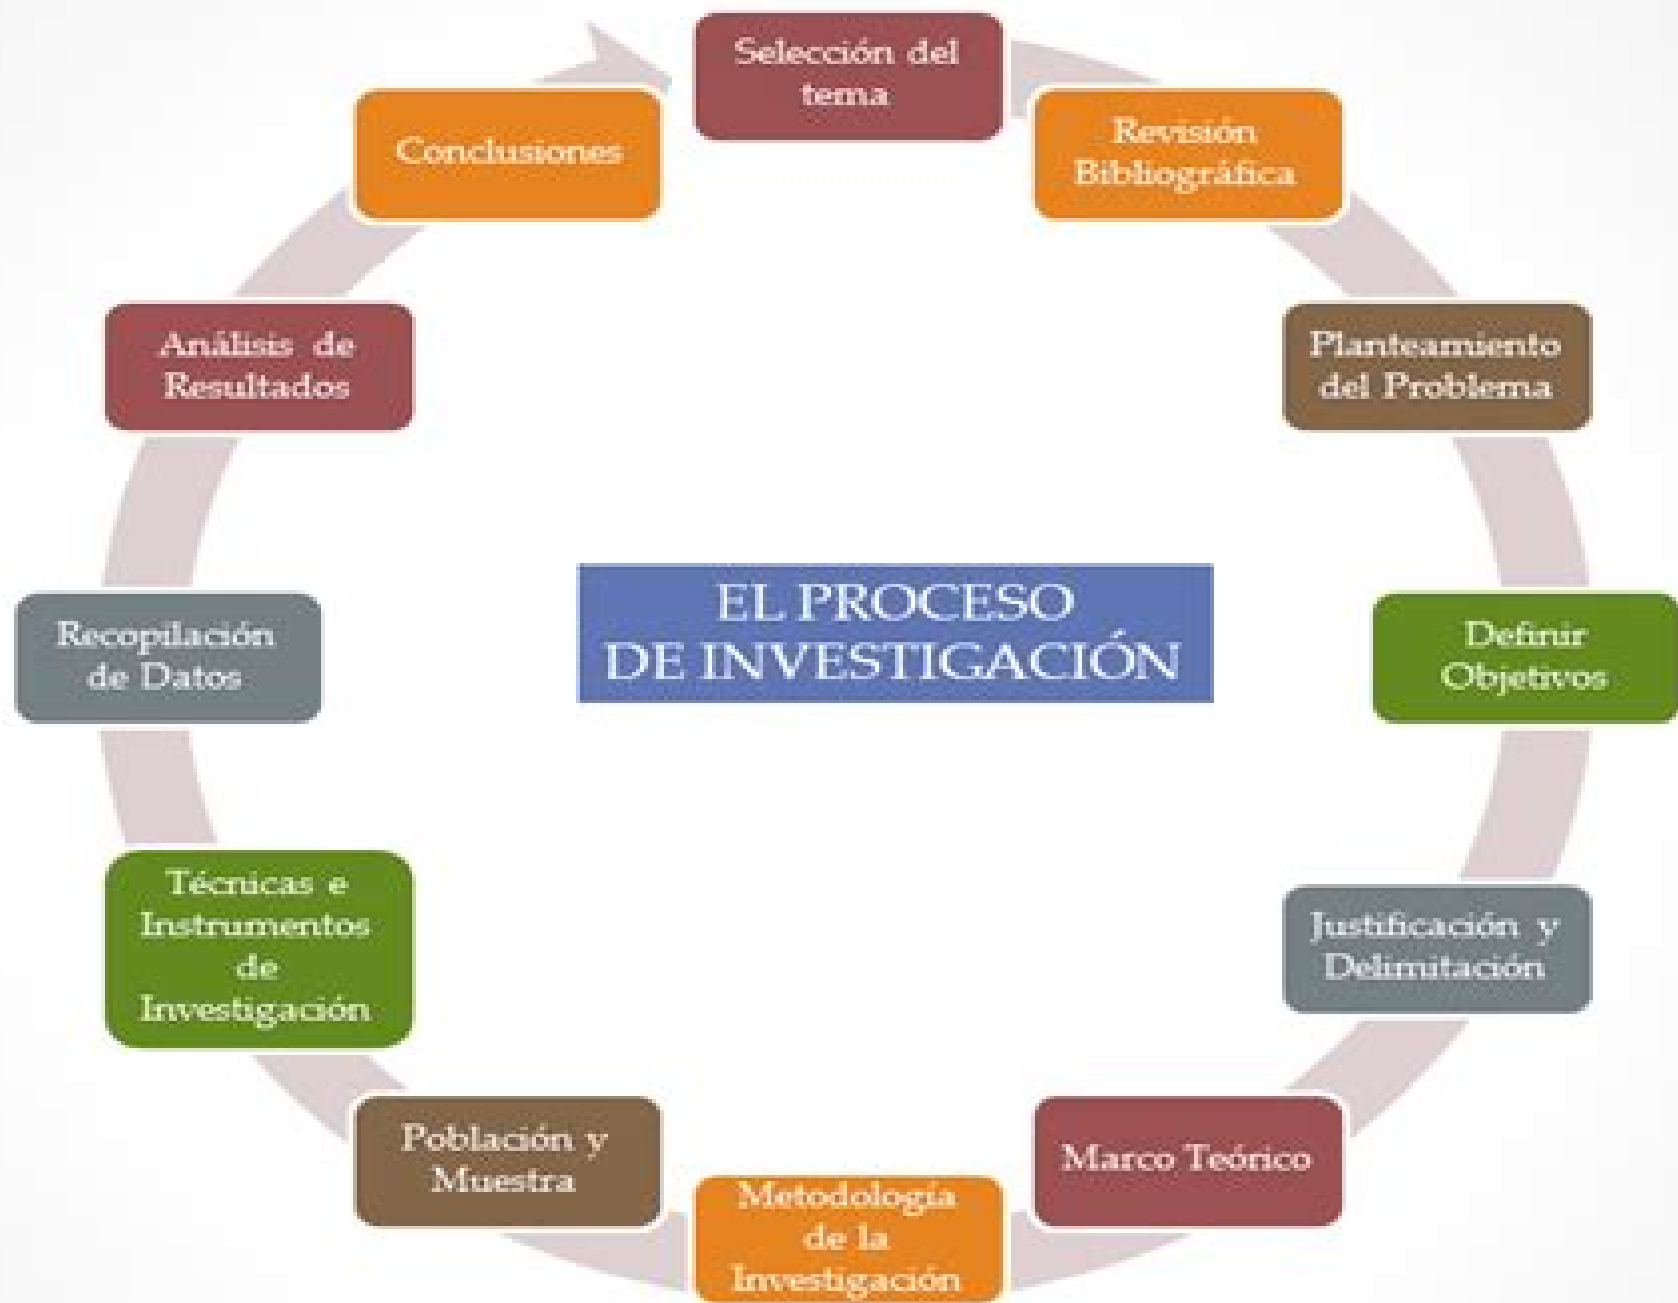 Selección del
tema
Revisión
Bibliográfica
Planteamiento
del Problema
Definir
Objetivos
Justificación y
Delimitación
Marco Teórico
Metodología
de la
Investigación
Población y
Muestra
Técnicas e
Instrumentos
de
Investigación
Recopilación
de Datos
Análisis de
Resultados
Conclusiones
EL PROCESO
DE INVESTIGACIÓN